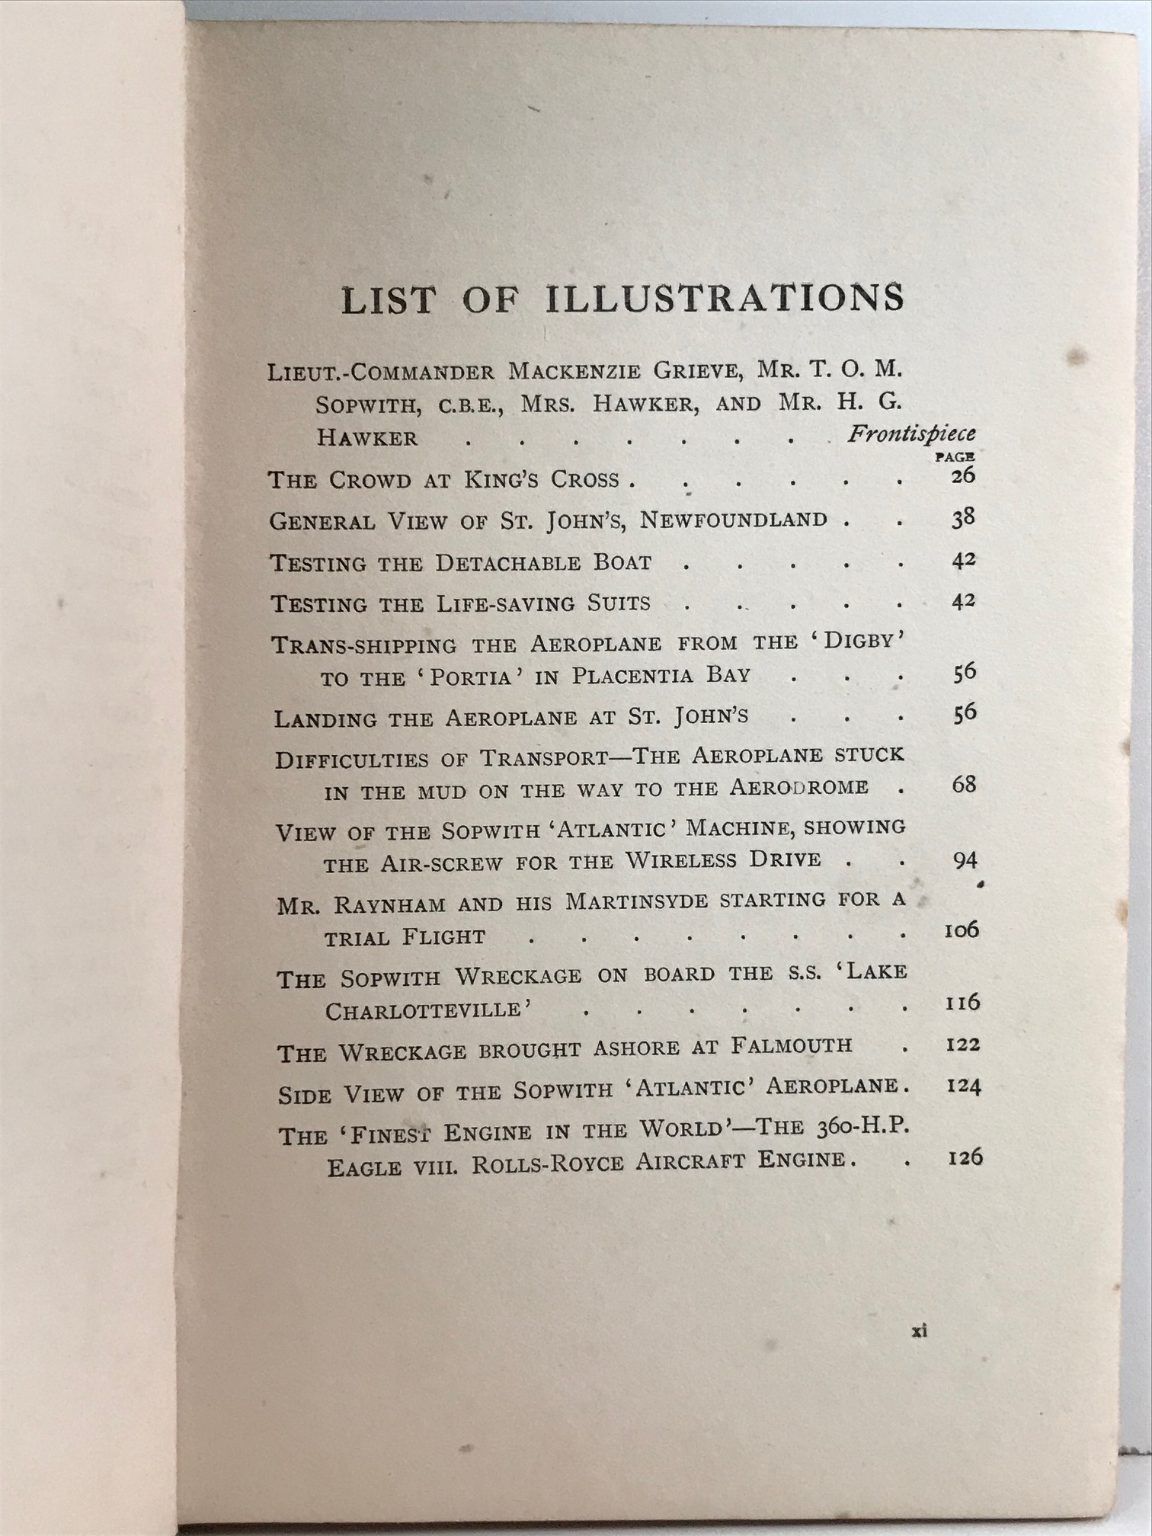 LIST OF ILLUSTRATIONS
LIEUT.-COMMANDER MACKENZIE GRIEVE, MR. T. O. M.
SOPWITH, C.B.E., MRS. HAWKER, AND MR. H. G.
HAWKER . . . . . . . . Frontispiece
PAGE
THE CROWD AT KING'S CROSS . . . . . . 26
GENERAL VIEW OF ST. JOHN'S, NEWFOUNDLAND . . 38
TESTING THE DETACHABLE BOAT . . . . . 42
TESTING THE LIFE-SAVING SUITS . . . . . 42
TRANS-SHIPPING THE AEROPLANE FROM THE 'DIGBY'
TO THE 'PORTIA' IN PLACENTIA BAY . . . 56
LANDING THE AEROPLANE AT ST. JOHN'S . . . 56
DIFFICULTIES OF TRANSPORT—THE AEROPLANE STUCK
IN THE MUD ON THE WAY TO THE AERODROME . 68
VIEW OF THE SOPWITH 'ATLANTIC' MACHINE, SHOWING
THE AIR-SCREW FOR THE WIRELESS DRIVE . . 94
MR. RAYNHAM AND HIS MARTINSYDE STARTING FOR A
TRIAL FLIGHT . . . . . . . . 106
THE SOPWITH WRECKAGE ON BOARD THE S.S. 'LAKE
CHARLOTTEVILLE' . . . . . . . 116
THE WRECKAGE BROUGHT ASHORE AT FALMOUTH . 122
SIDE VIEW OF THE SOPWITH 'ATLANTIC' AEROPLANE . 124
THE 'FINEST ENGINE IN THE WORLD'—THE 360-H.P.
EAGLE VIII. ROLLS-ROYCE AIRCRAFT ENGINE . . 126
xi